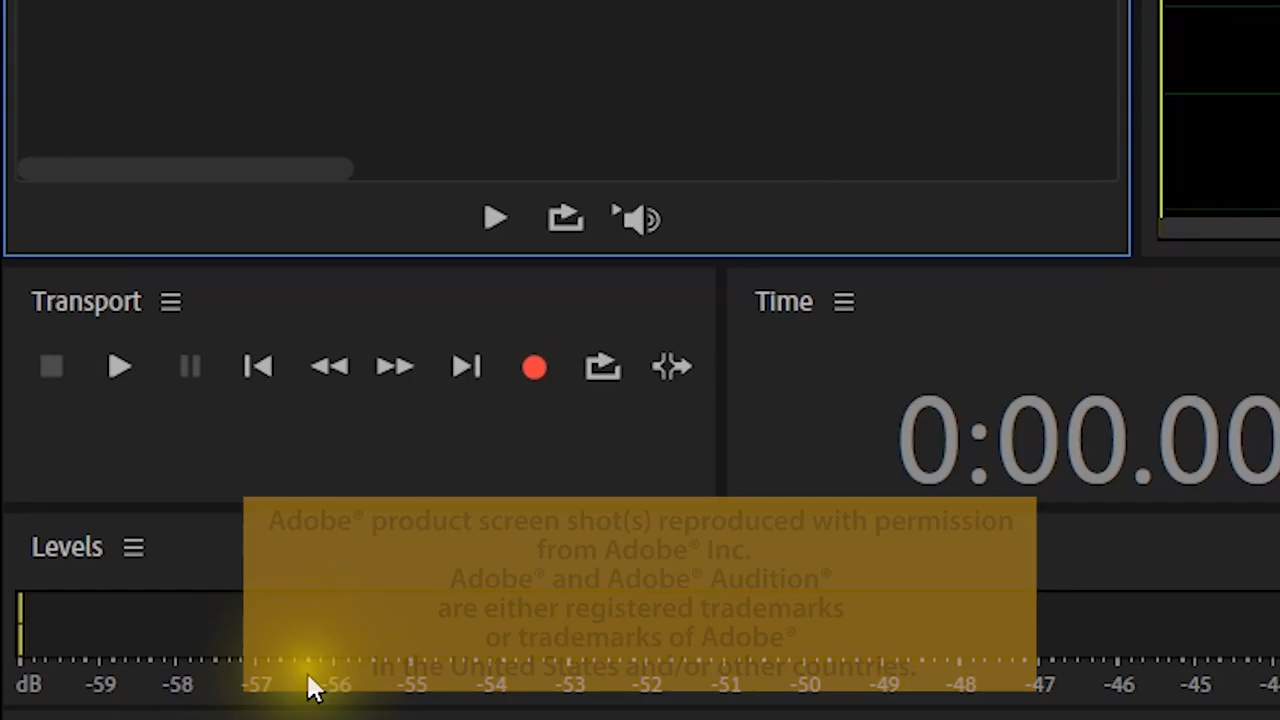 Transport
Time
0:00.00
Levels
Adobe® product screen shot(s) reproduced with permission
from Adobe® Inc.
Adobe® and Adobe® Audition®
are either registered trademarks
or trademarks of Adobe®
in the United States and/or other countries.
dB -59 -58 -57 -56 -55 -54 -53 -52 -51 -50 -49 -48 -47 -46 -45